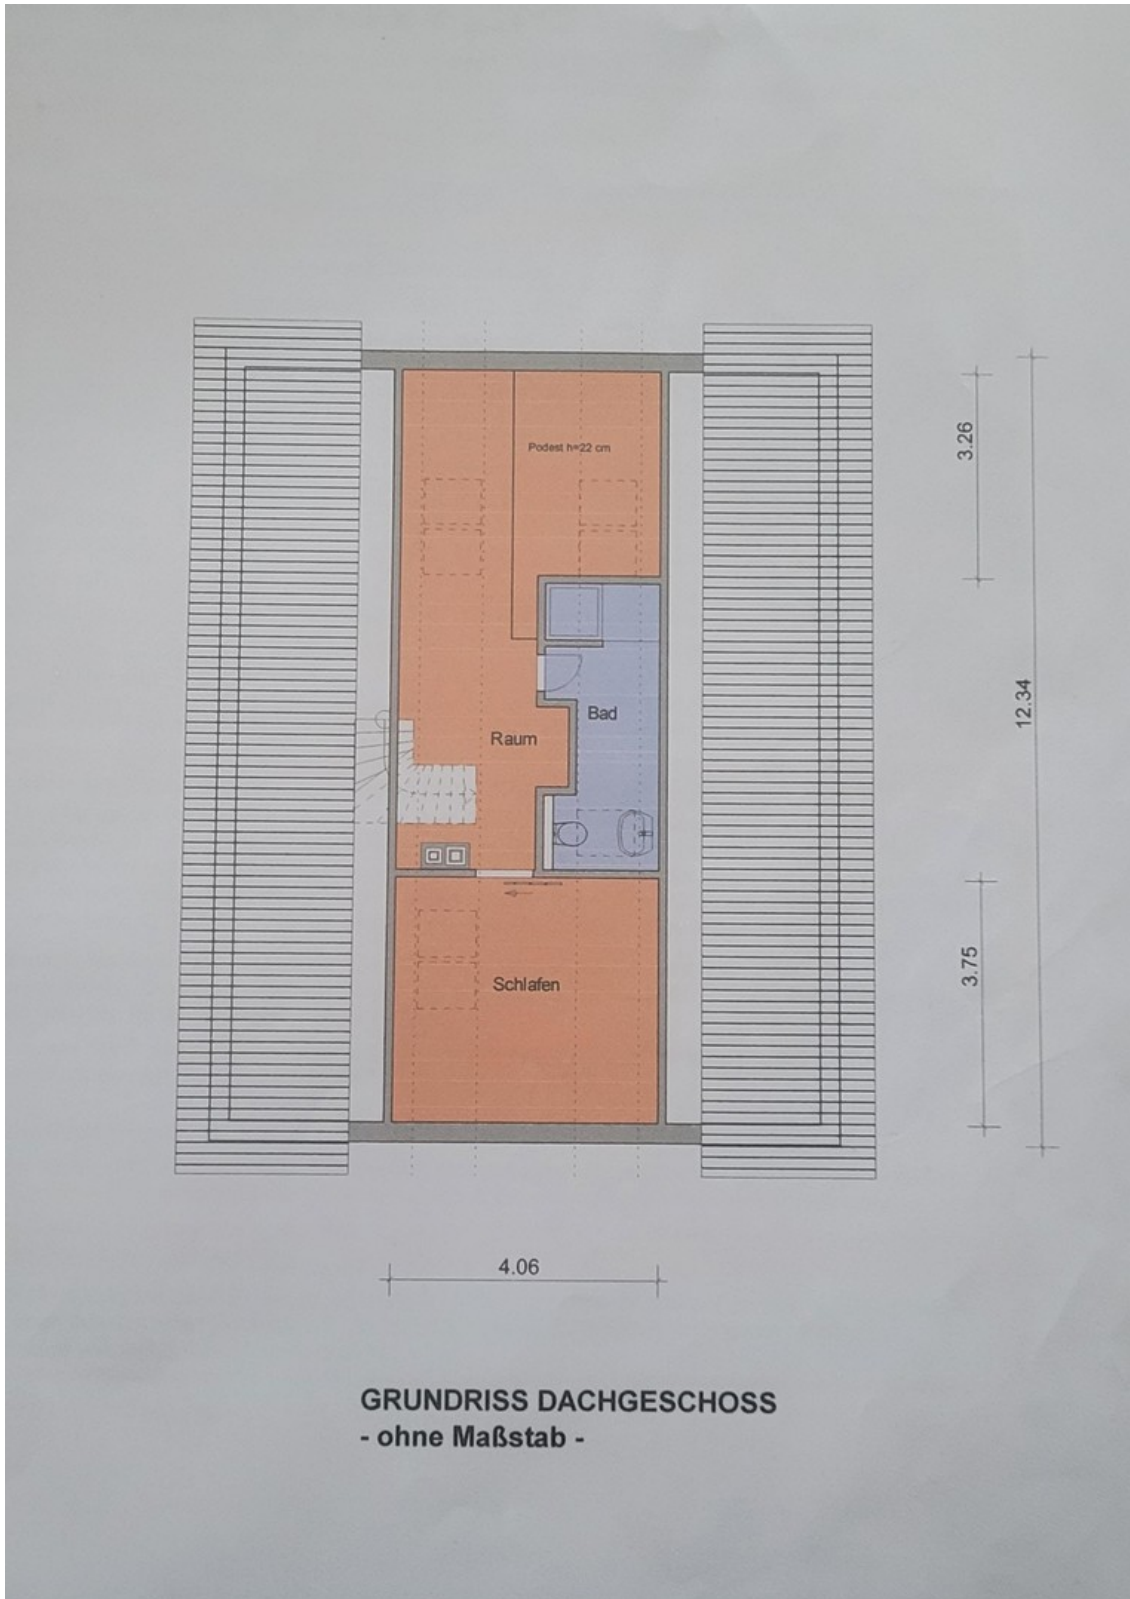 3.26
Podest h=22 cm
12.34
Bad
Raum
3.75
Schlafen
4.06
GRUNDRISS DACHGESCHOSS
- ohne Maßstab -